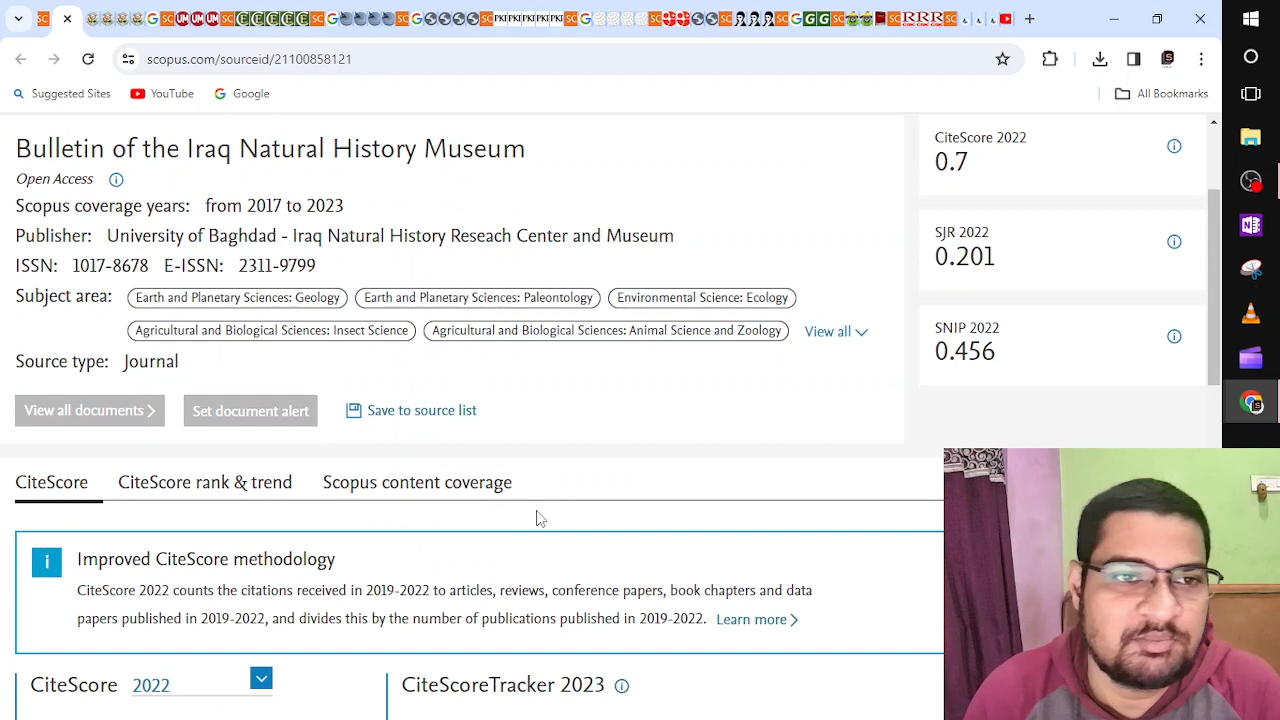 scopus.com/sourceid/21100858121
Suggested Sites
YouTube
Google
All Bookmarks
Bulletin of the Iraq Natural History Museum
Open Access
Scopus coverage years: from 2017 to 2023
Publisher: University of Baghdad - Iraq Natural History Reseach Center and Museum
ISSN: 1017-8678 E-ISSN: 2311-9799
Subject area: Earth and Planetary Sciences: Geology Earth and Planetary Sciences: Paleontology Environmental Science: Ecology
Agricultural and Biological Sciences: Insect Science Agricultural and Biological Sciences: Animal Science and Zoology View all
Source type: Journal
View all documents
Set document alert
Save to source list
CiteScore 2022
0.7
SJR 2022
0.201
SNIP 2022
0.456
CiteScore
CiteScore rank & trend
Scopus content coverage
Improved CiteScore methodology
CiteScore 2022 counts the citations received in 2019-2022 to articles, reviews, conference papers, book chapters and data
papers published in 2019-2022, and divides this by the number of publications published in 2019-2022. Learn more
CiteScore 2022
CiteScoreTracker 2023